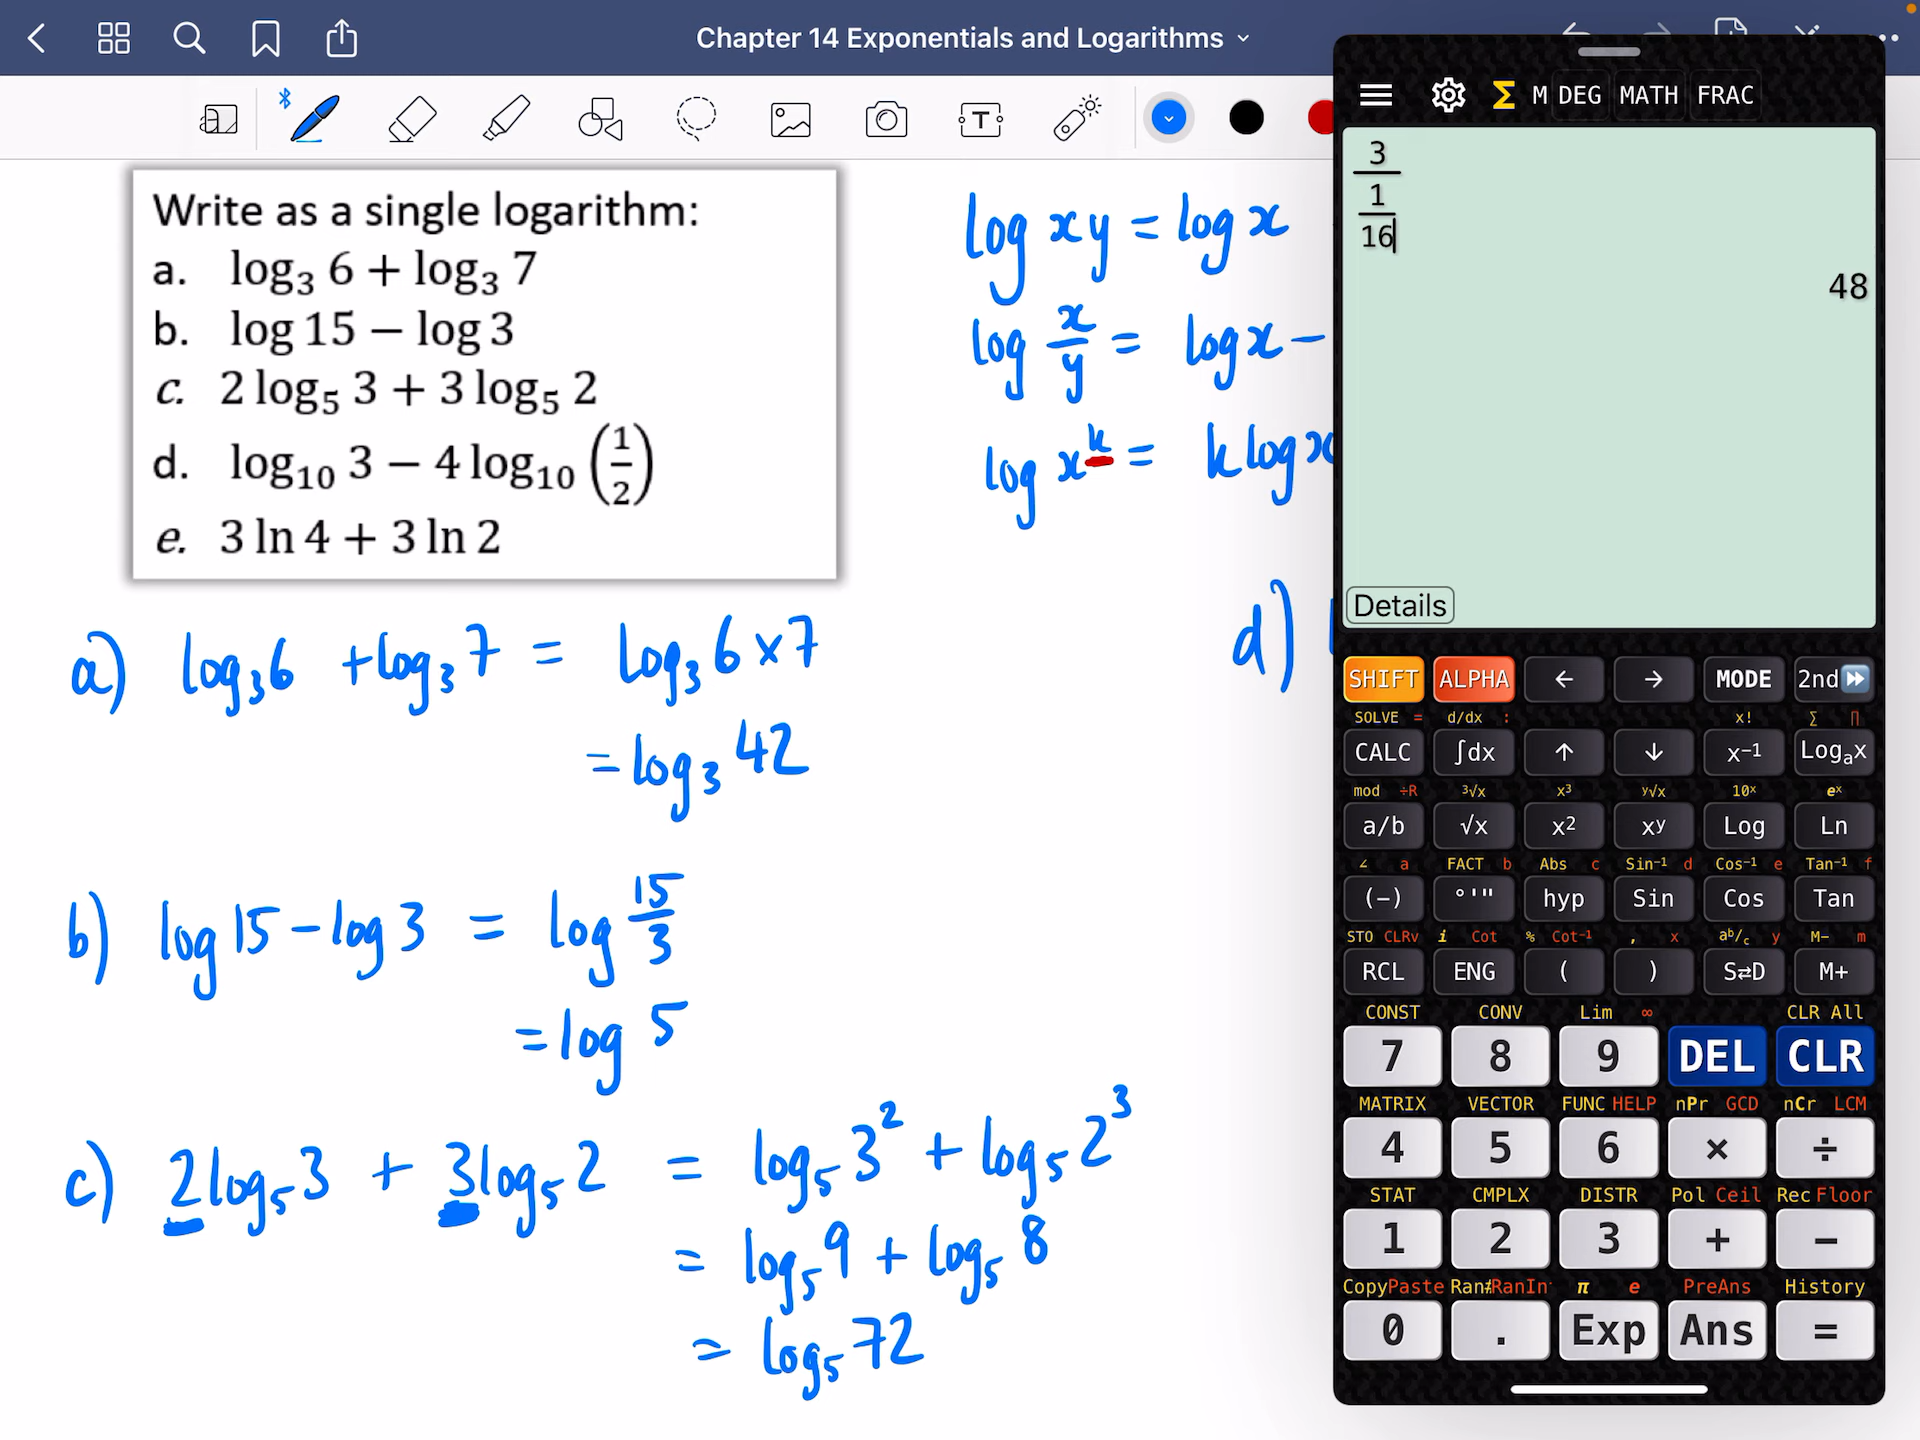 Chapter 14 Exponentials and Logarithms
Write as a single logarithm:
a. log₃ 6 + log₃ 7
b. log 15 − log 3
c. 2 log₅ 3 + 3 log₅ 2
d. log₁₀ 3 − 4 log₁₀ (1/2)
e. 3 ln 4 + 3 ln 2
log xy = log x
log x/y = log x −
log xᵏ = k log x
a) log₃6 + log₃7 = log₃ 6×7
= log₃ 42
b) log 15 − log 3 = log 15/3
= log 5
c) 2log₅3 + 3log₅2 = log₅3² + log₅2³
= log₅9 + log₅8
= log₅72
d)
Σ M DEG MATH FRAC
3/(1/16)
48
Details
SHIFT ALPHA ← → MODE 2nd
SOLVE = d/dx : x! ∑ ∏
CALC ∫dx ↑ ↓ x⁻¹ Logₐx
mod ÷R ³√x x³ ʸ√x 10ˣ eˣ
a/b √x x² xʸ Log Ln
∠ a FACT b Abs c Sin⁻¹ d Cos⁻¹ e Tan⁻¹ f
(−) °'" hyp Sin Cos Tan
STO CLRv i Cot % Cot⁻¹ , x aᵇ/c y M− m
RCL ENG ( ) S⇄D M+
CONST CONV Lim ∞ CLR All
7 8 9 DEL CLR
MATRIX VECTOR FUNC HELP nPr GCD nCr LCM
4 5 6 × ÷
STAT CMPLX DISTR Pol Ceil Rec Floor
1 2 3 + −
Copy Paste Ran# RanIn π e PreAns History
0 . Exp Ans =